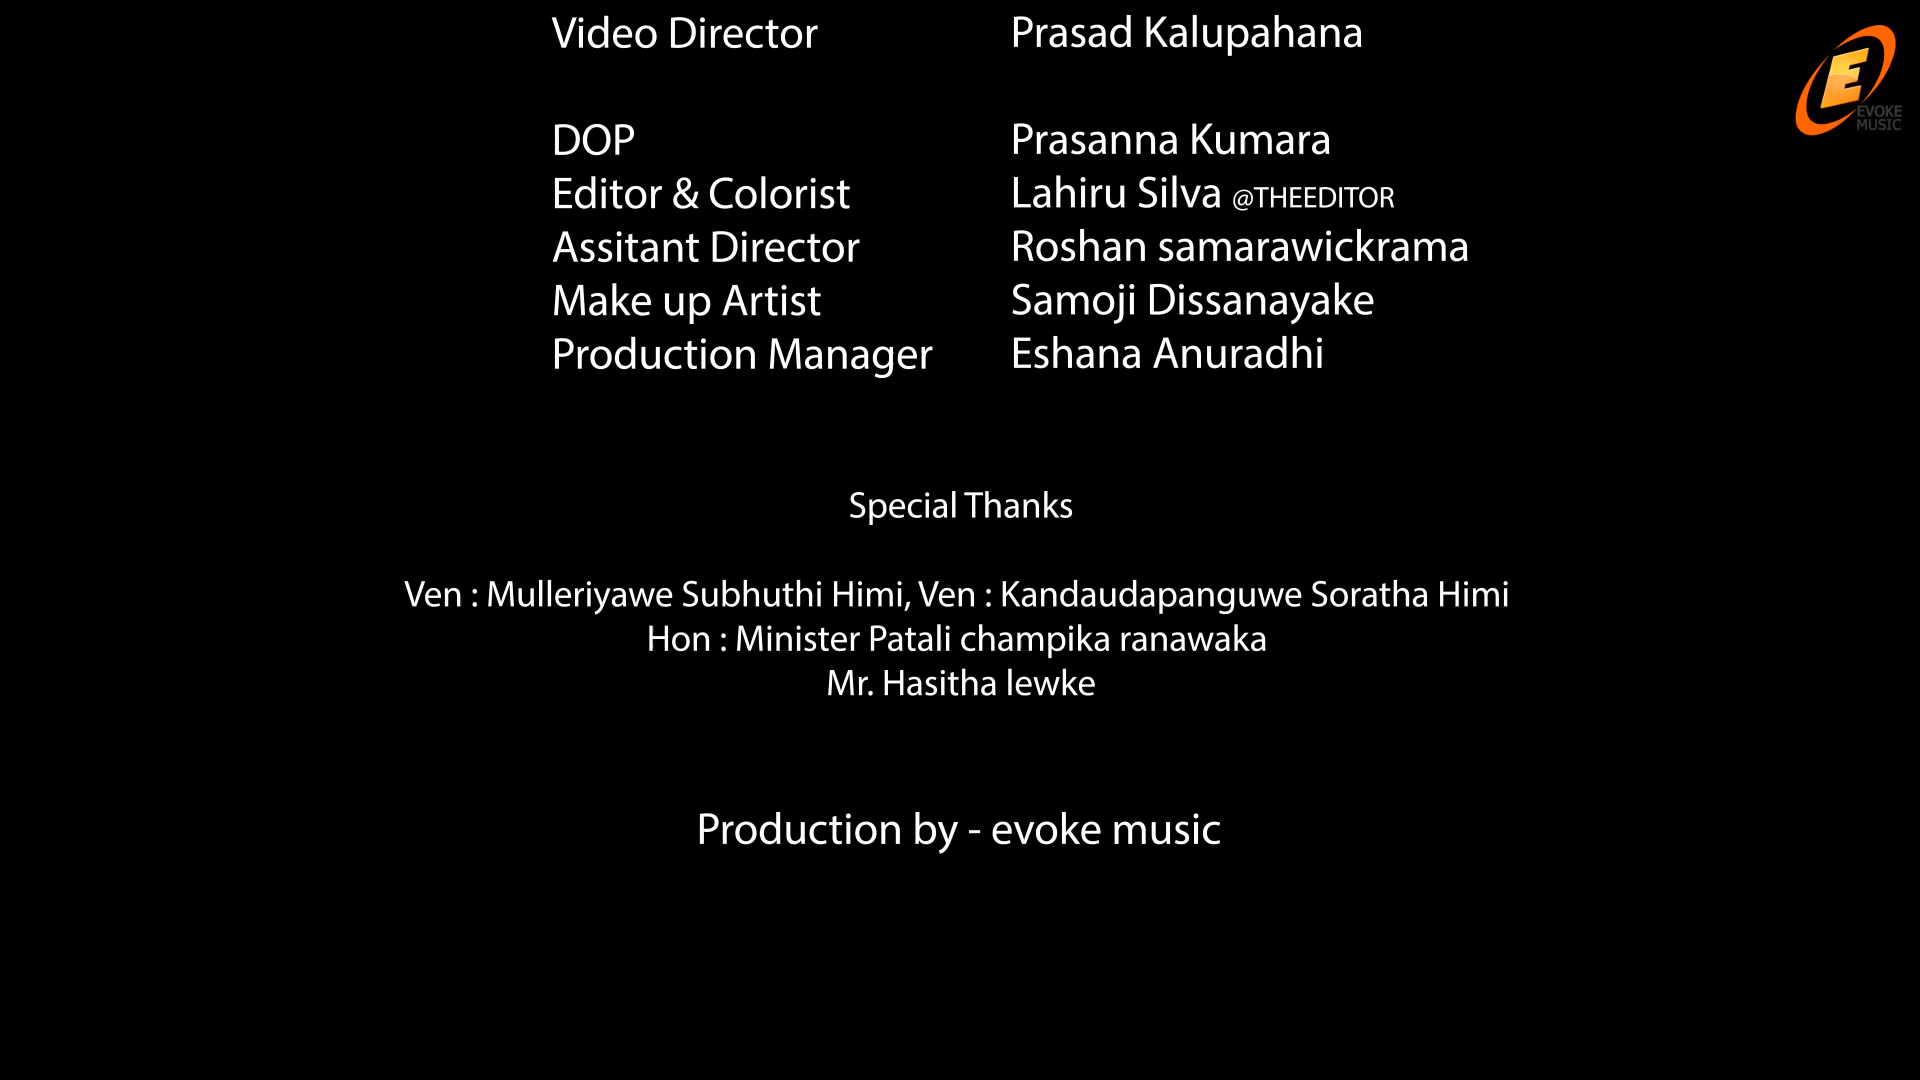 Video Director Prasad Kalupahana
DOP Prasanna Kumara
Editor & Colorist Lahiru Silva @THEEDITOR
Assitant Director Roshan samarawickrama
Make up Artist Samoji Dissanayake
Production Manager Eshana Anuradhi
Special Thanks
Ven : Mulleriyawe Subhuthi Himi, Ven : Kandaudapanguwe Soratha Himi
Hon : Minister Patali champika ranawaka
Mr. Hasitha lewke
Production by - evoke music
E
EVOKE
MUSIC